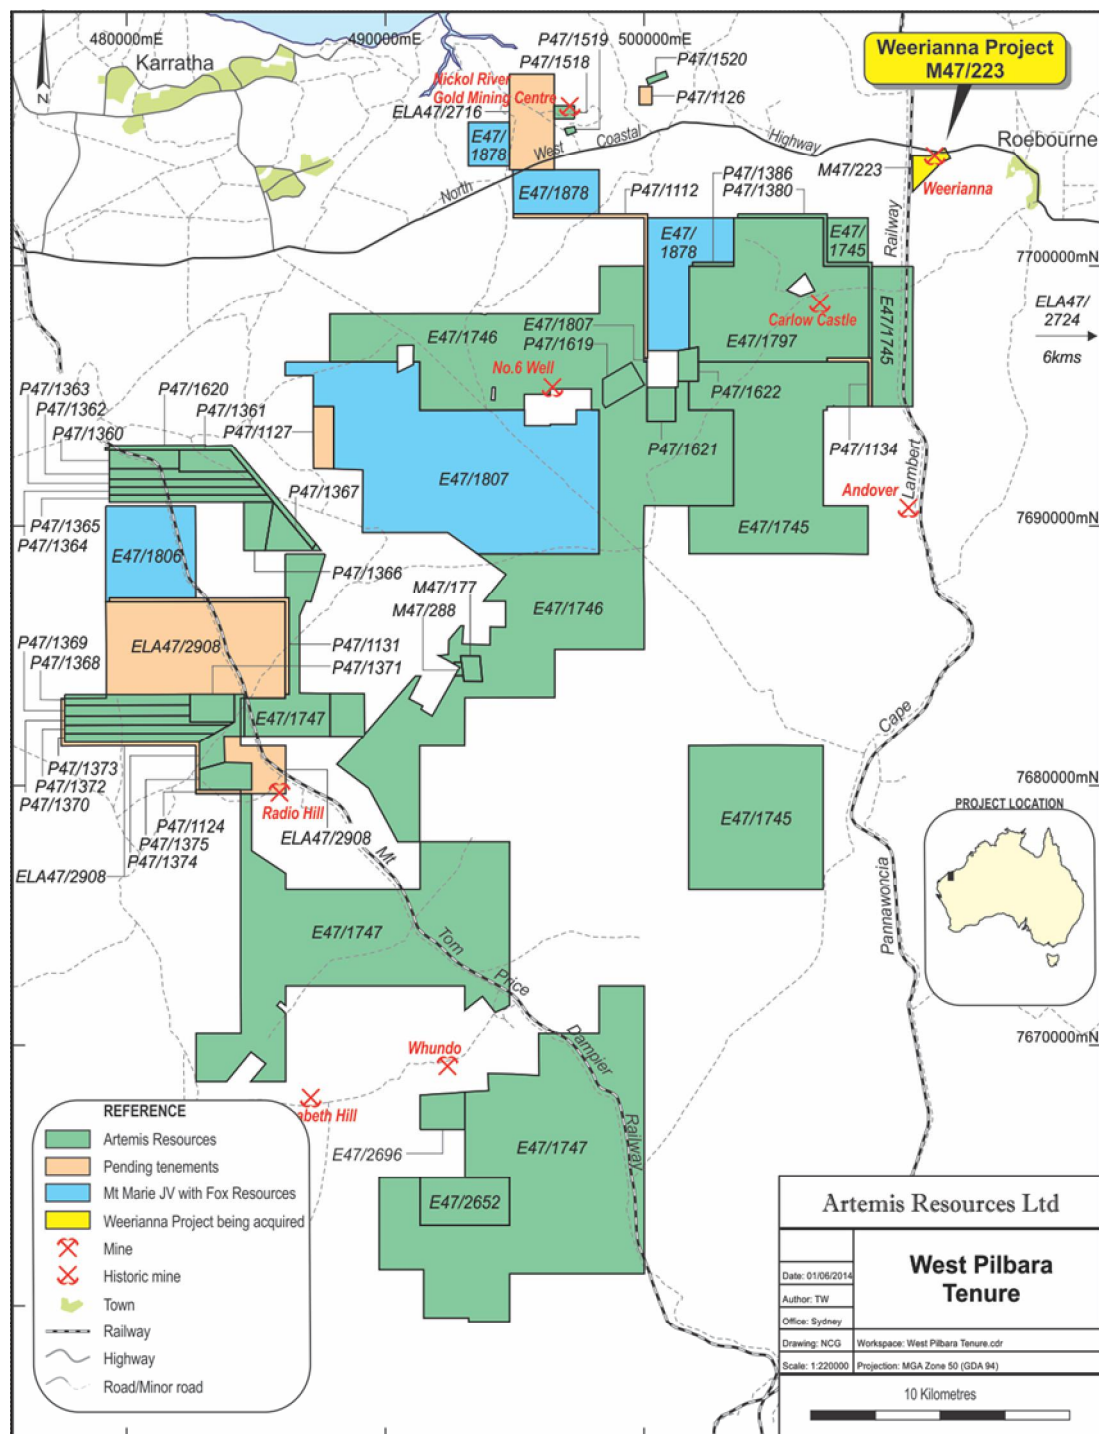 480000mE
490000mE
500000mE
Karratha
N
P47/1519
P47/1518
P47/1520
P47/1126
Nickol River
Gold Mining Centre
ELA47/2716
E47/
1878
Weerianna Project
M47/223
North
West
Coastal
Highway
Roebourne
M47/223
Weerianna
E47/1878
P47/1112
P47/1386
P47/1380
E47/
1878
E47/
1745
Railway
7700000mN
ELA47/
2724
6kms
Carlow Castle
E47/1745
E47/1746
E47/1807
P47/1619
E47/1797
No.6 Well
P47/1622
P47/1363
P47/1362
P47/1360
P47/1620
P47/1361
P47/1127
P47/1621
P47/1134
Lambert
Andover
E47/1807
P47/1367
P47/1365
P47/1364
E47/1745
7690000mN
E47/1806
P47/1366
M47/177
M47/288
E47/1746
P47/1369
P47/1368
ELA47/2908
P47/1131
P47/1371
E47/1747
Cape
P47/1373
P47/1372
P47/1370
7680000mN
Radio Hill
P47/1124
P47/1375
P47/1374
ELA47/2908
ELA47/2908
Mt
E47/1745
PROJECT LOCATION
Pannawoncia
E47/1747
Tom
Price
Dampier
Railway
7670000mN
Whundo
abeth Hill
E47/2696
E47/1747
E47/2652
REFERENCE
Artemis Resources
Pending tenements
Mt Marie JV with Fox Resources
Weerianna Project being acquired
Mine
Historic mine
Town
Railway
Highway
Road/Minor road
Artemis Resources Ltd
West Pilbara
Tenure
Date: 01/06/2014
Author: TW
Office: Sydney
Drawing: NCG
Workspace: West Pilbara Tenure.cdr
Scale: 1:220000
Projection: MGA Zone 50 (GDA 94)
10 Kilometres